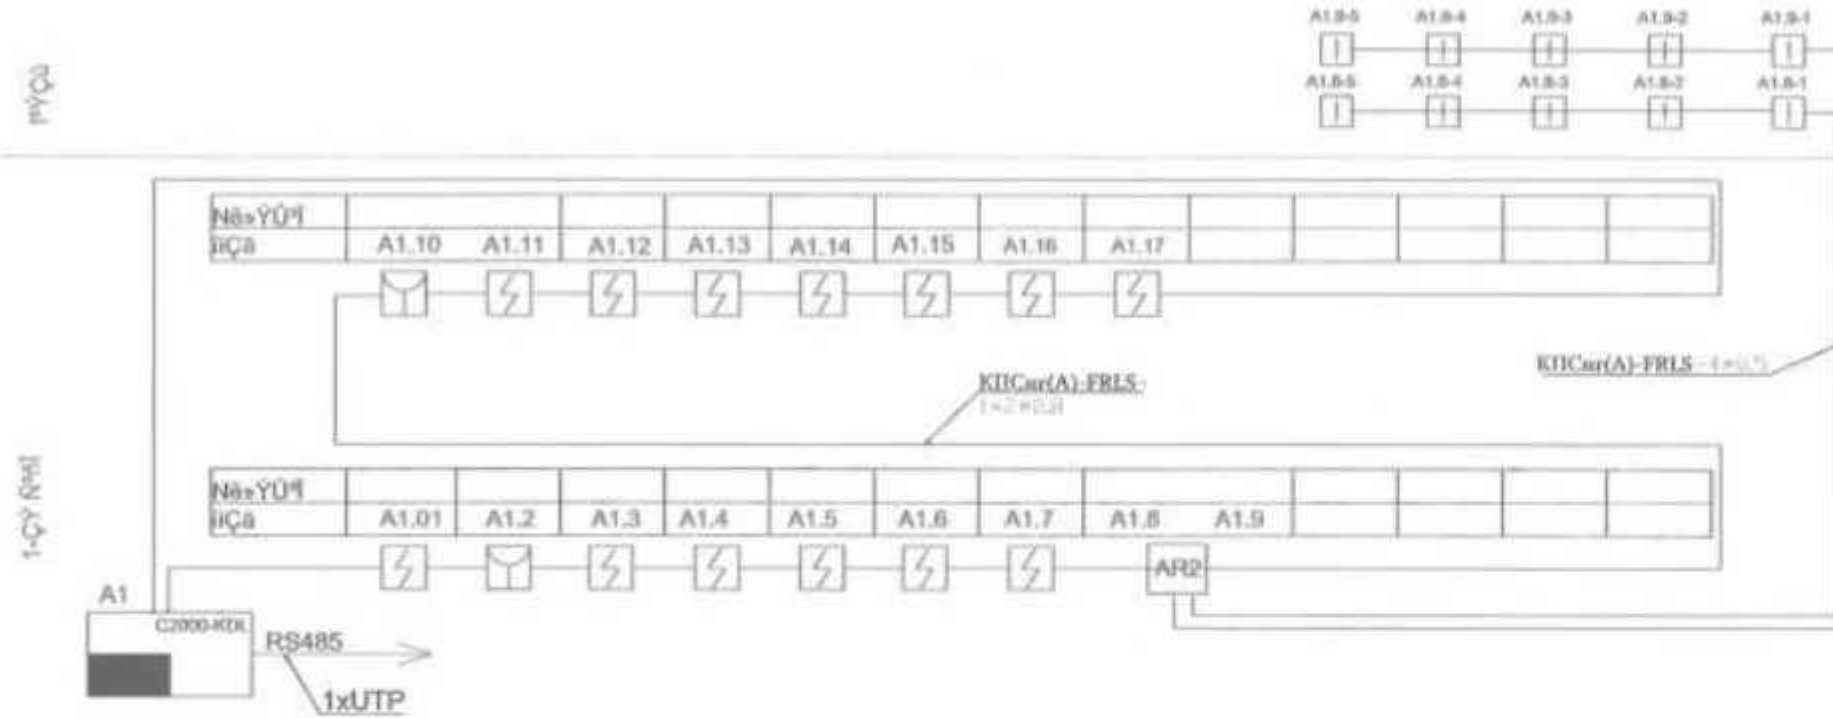 A1.9-5 A1.9-4 A1.9-3 A1.9-2 A1.9-1
A1.8-5 A1.8-4 A1.8-3 A1.8-2 A1.8-1
A1.10 A1.11 A1.12 A1.13 A1.14 A1.15 A1.16 A1.17
КПСнг(A)-FRLS
КПСнг(A)-FRLS
A1.01 A1.2 A1.3 A1.4 A1.5 A1.6 A1.7 A1.8 A1.9
AR2
A1
C2000-KDL
RS485
1xUTP